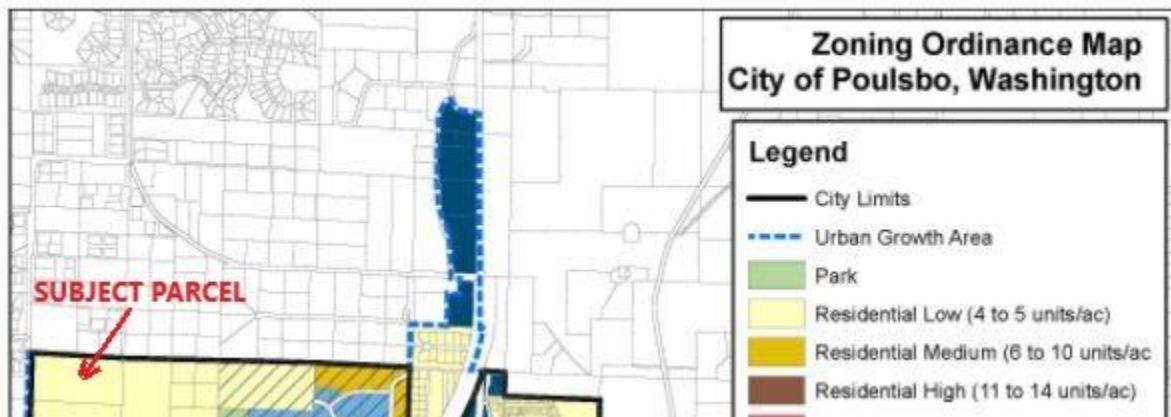 Zoning Ordinance Map
City of Poulsbo, Washington
Legend
City Limits
Urban Growth Area
Park
SUBJECT PARCEL
Residential Low (4 to 5 units/ac)
Residential Medium (6 to 10 units/ac
Residential High (11 to 14 units/ac)